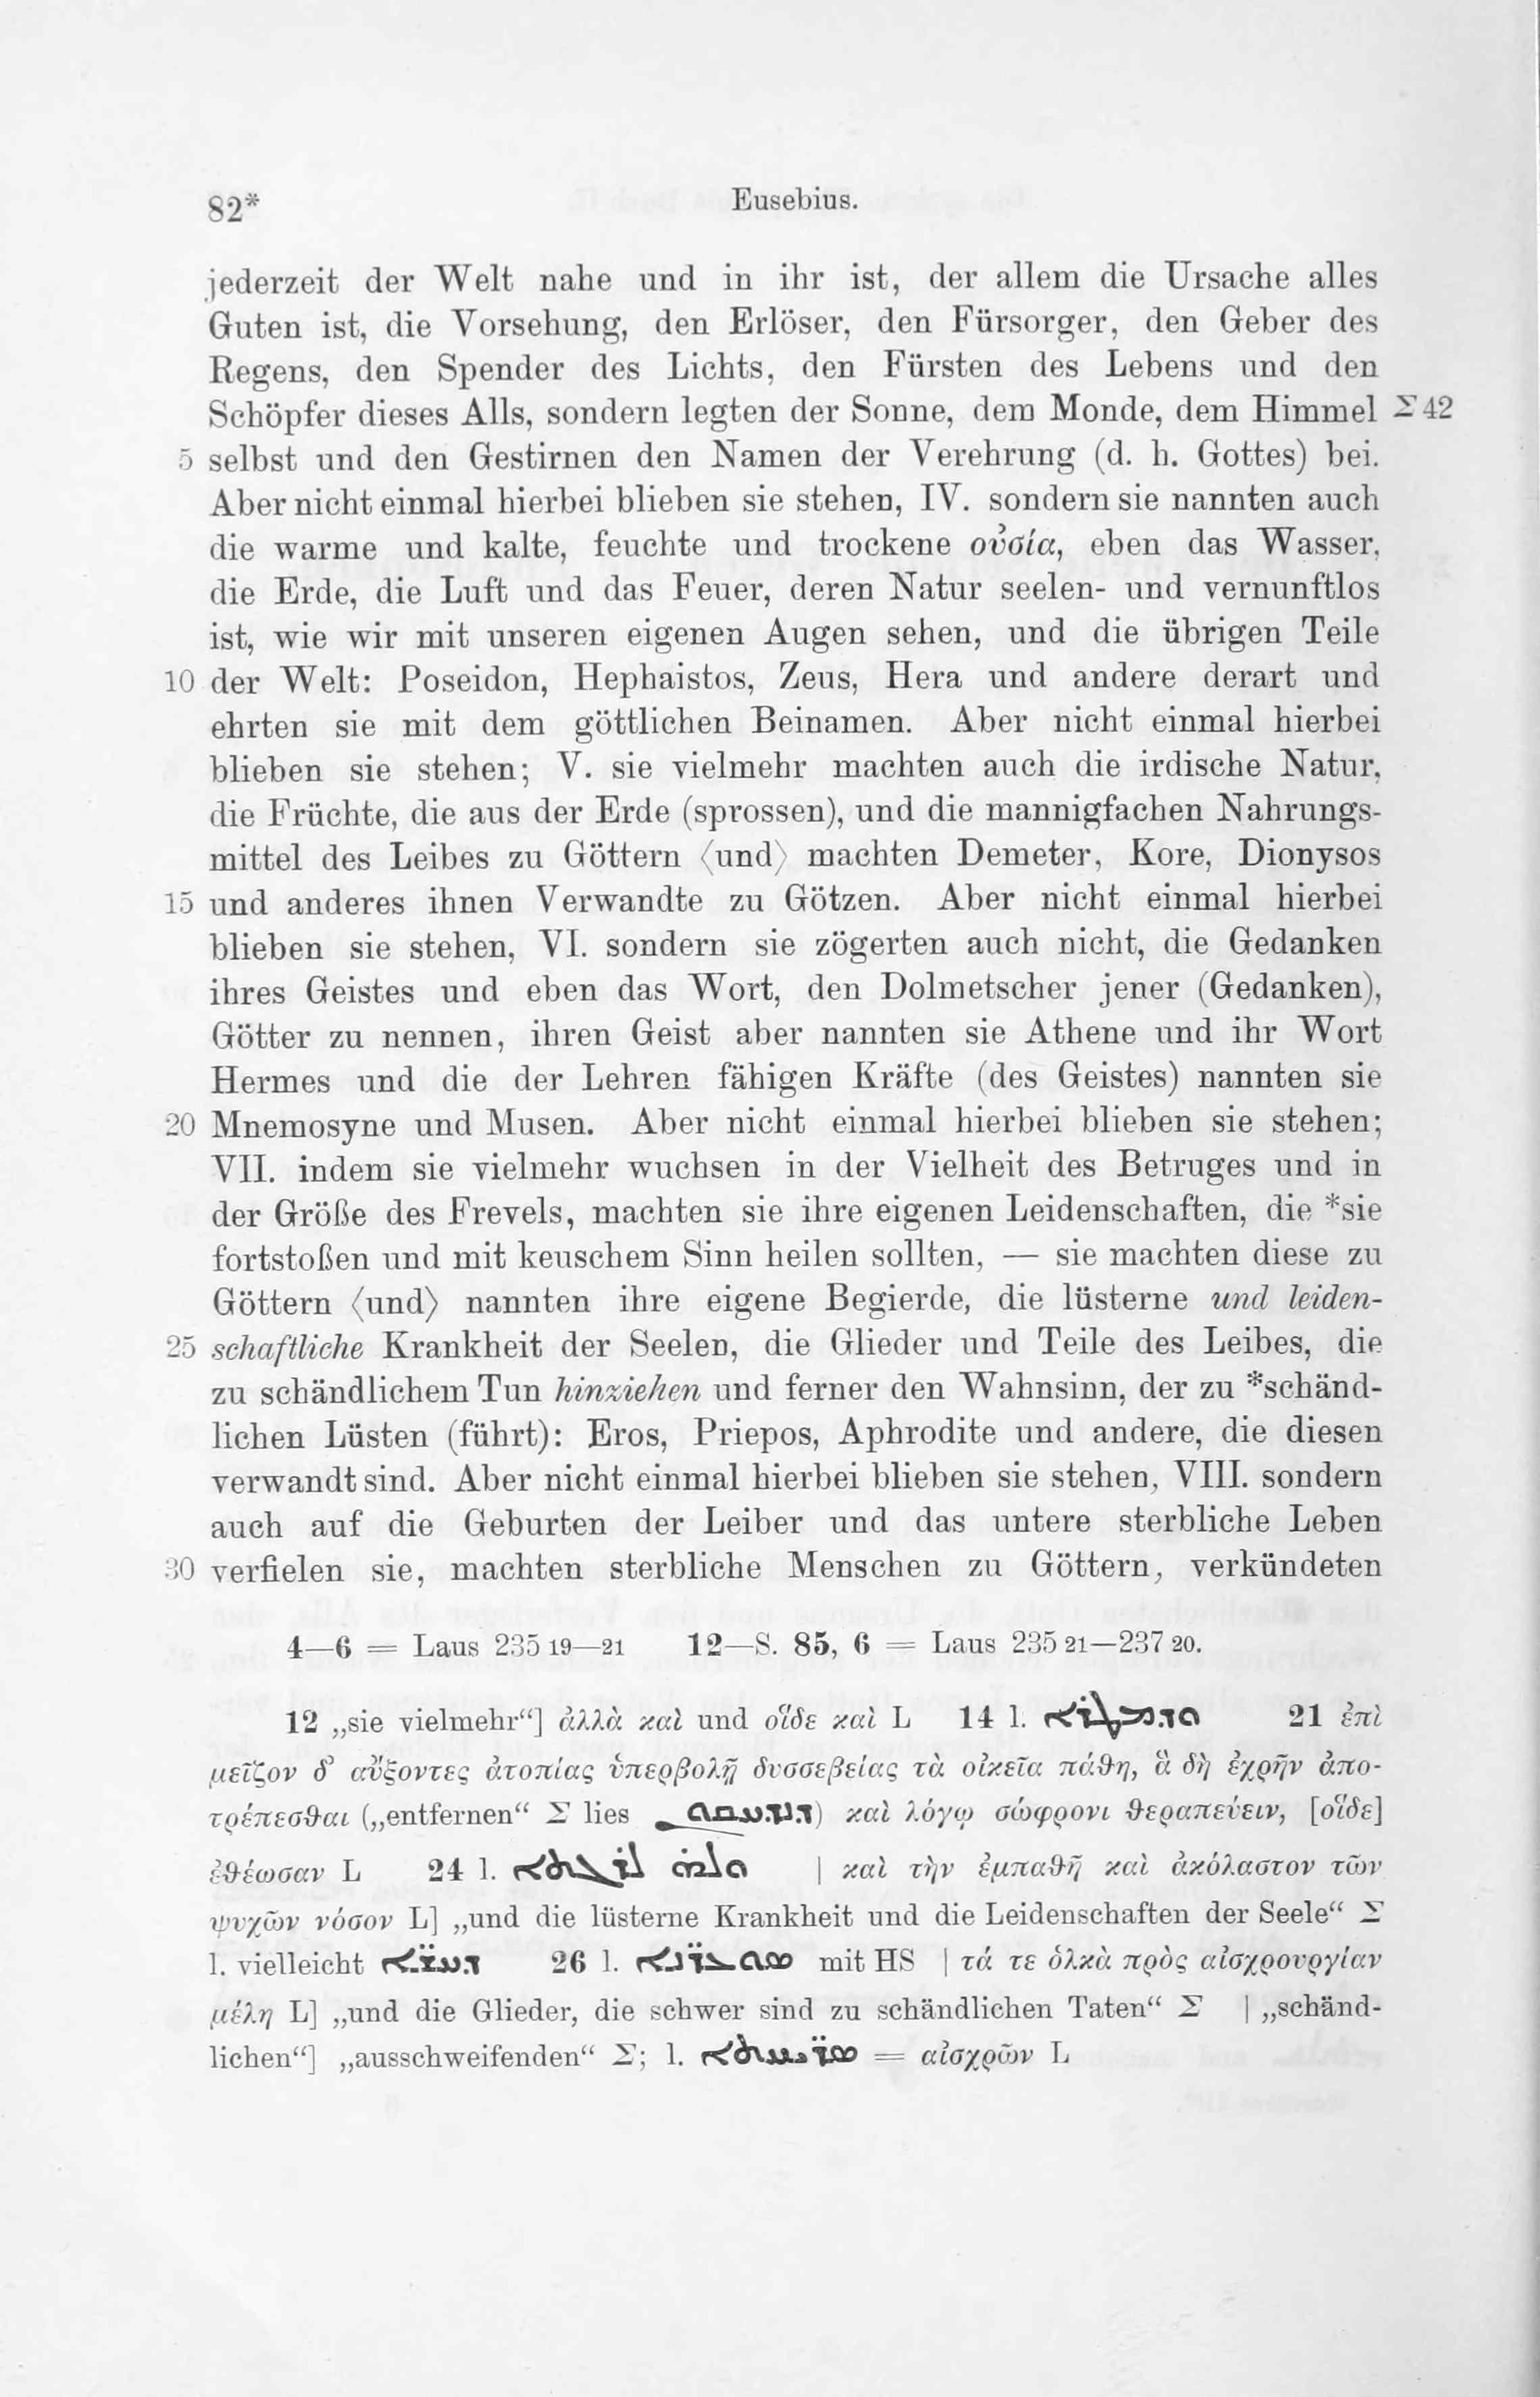 82* Eusebius.
jederzeit der Welt nahe und in ihr ist, der allem die Ursache alles
Guten ist, die Vorsehung, den Erlöser, den Fürsorger, den Geber des
Regens, den Spender des Lichts, den Fürsten des Lebens und den
Schöpfer dieses Alls, sondern legten der Sonne, dem Monde, dem Himmel Σ 42
5 selbst und den Gestirnen den Namen der Verehrung (d. h. Gottes) bei.
Aber nicht einmal hierbei blieben sie stehen, IV. sondern sie nannten auch
die warme und kalte, feuchte und trockene οὐσία, eben das Wasser,
die Erde, die Luft und das Feuer, deren Natur seelen- und vernunftlos
ist, wie wir mit unseren eigenen Augen sehen, und die übrigen Teile
10 der Welt: Poseidon, Hephaistos, Zeus, Hera und andere derart und
ehrten sie mit dem göttlichen Beinamen. Aber nicht einmal hierbei
blieben sie stehen; V. sie vielmehr machten auch die irdische Natur,
die Früchte, die aus der Erde (sprossen), und die mannigfachen Nahrungs-
mittel des Leibes zu Göttern ⟨und⟩ machten Demeter, Kore, Dionysos
15 und anderes ihnen Verwandte zu Götzen. Aber nicht einmal hierbei
blieben sie stehen, VI. sondern sie zögerten auch nicht, die Gedanken
ihres Geistes und eben das Wort, den Dolmetscher jener (Gedanken),
Götter zu nennen, ihren Geist aber nannten sie Athene und ihr Wort
Hermes und die der Lehren fähigen Kräfte (des Geistes) nannten sie
20 Mnemosyne und Musen. Aber nicht einmal hierbei blieben sie stehen;
VII. indem sie vielmehr wuchsen in der Vielheit des Betruges und in
der Größe des Frevels, machten sie ihre eigenen Leidenschaften, die *sie
fortstoßen und mit keuschem Sinn heilen sollten, — sie machten diese zu
Göttern ⟨und⟩ nannten ihre eigene Begierde, die lüsterne und leiden-
25 schaftliche Krankheit der Seelen, die Glieder und Teile des Leibes, die
zu schändlichem Tun hinziehen und ferner den Wahnsinn, der zu *schänd-
lichen Lüsten (führt): Eros, Priepos, Aphrodite und andere, die diesen
verwandt sind. Aber nicht einmal hierbei blieben sie stehen, VIII. sondern
auch auf die Geburten der Leiber und das untere sterbliche Leben
30 verfielen sie, machten sterbliche Menschen zu Göttern, verkündeten
4—6 = Laus 235 19—21 12—S. 85, 6 = Laus 235 21—237 20.
12 „sie vielmehr“] ἀλλὰ καὶ und οἵδε καὶ L 14 l. 21 ἐπὶ
μεῖζον δ’ αὔξοντες ἀτοπίας ὑπερβολῇ δυσσεβείας τὰ οἰκεῖα πάθη, ἃ δὴ ἐχρῆν ἀπο-
τρέπεσθαι („entfernen“ Σ lies ) καὶ λόγῳ σώφρονι θεραπεύειν, [οἵδε]
ἐθέωσαν L 24 l. | καὶ τὴν ἐμπαθῆ καὶ ἀκόλαστον τῶν
ψυχῶν νόσον L] „und die lüsterne Krankheit und die Leidenschaften der Seele“ Σ
l. vielleicht 26 l. mit HS | τά τε ὁλκὰ πρὸς αἰσχρουργίαν
μέλη L] „und die Glieder, die schwer sind zu schändlichen Taten“ Σ | „schänd-
lichen“] „ausschweifenden“ Σ; l. = αἰσχρῶν L